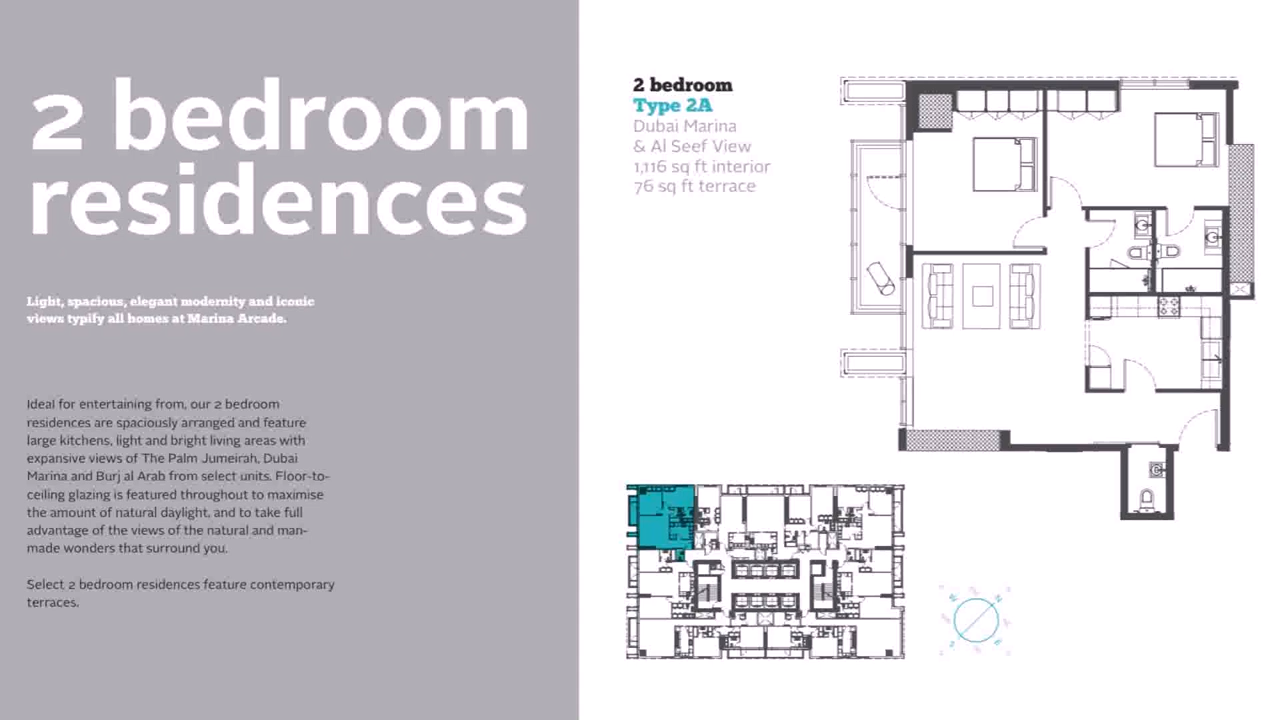 2 bedroom
residences
Light, spacious, elegant modernity and iconic
views typify all homes at Marina Arcade.
Ideal for entertaining from, our 2 bedroom
residences are spaciously arranged and feature
large kitchens, light and bright living areas with
expansive views of The Palm Jumeirah, Dubai
Marina and Burj al Arab from select units. Floor-to-
ceiling glazing is featured throughout to maximise
the amount of natural daylight, and to take full
advantage of the views of the natural and man-
made wonders that surround you.
Select 2 bedroom residences feature contemporary
terraces.
2 bedroom
Type 2A
Dubai Marina
& Al Seef View
1,116 sq ft interior
76 sq ft terrace